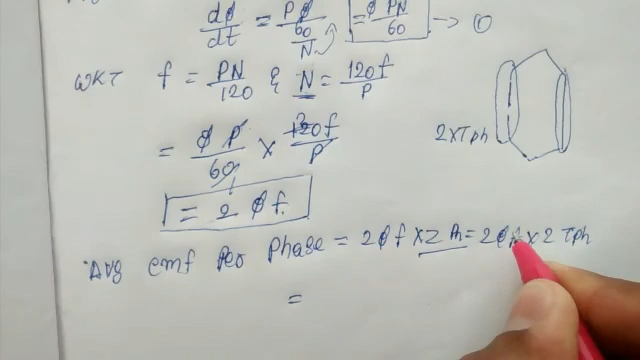 dϕ/dt = Pϕ/(60/N) = ϕPN/60 → ①
WKT f = PN/120 & N = 120f/P
= ϕP/60 × 120f/P
2×Tph
= 2ϕf.
Avg emf Per Phase = 2ϕf × Z Ph = 2ϕf × 2 Tph
=